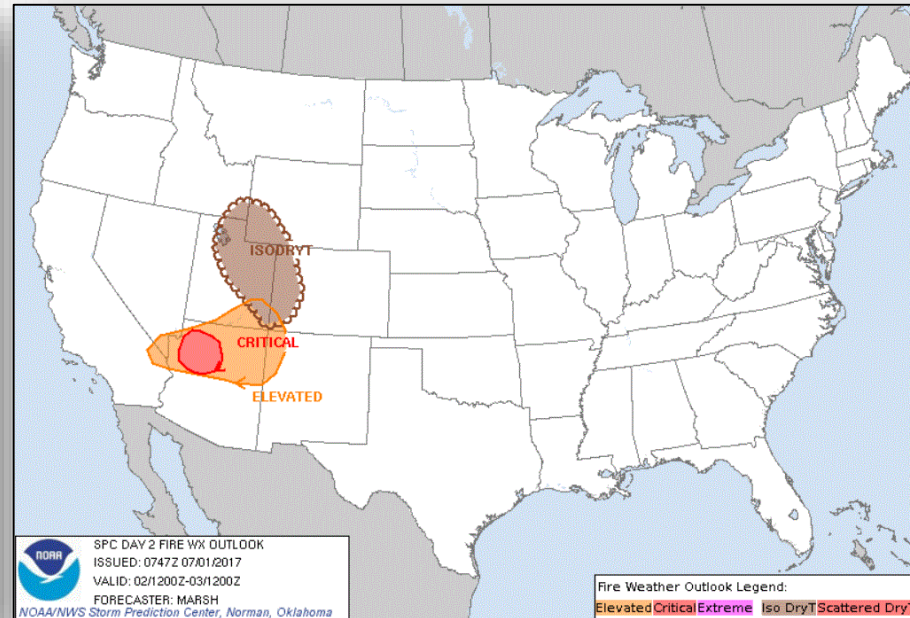 ISODRYT
CRITICAL
ELEVATED
NOAA
SPC DAY 2 FIRE WX OUTLOOK
ISSUED: 0747Z 07/01/2017
VALID: 02/1200Z-03/1200Z
FORECASTER: MARSH
NOAA/NWS Storm Prediction Center, Norman, Oklahoma
Fire Weather Outlook Legend:
Elevated Critical Extreme Iso DryT Scattered DryT